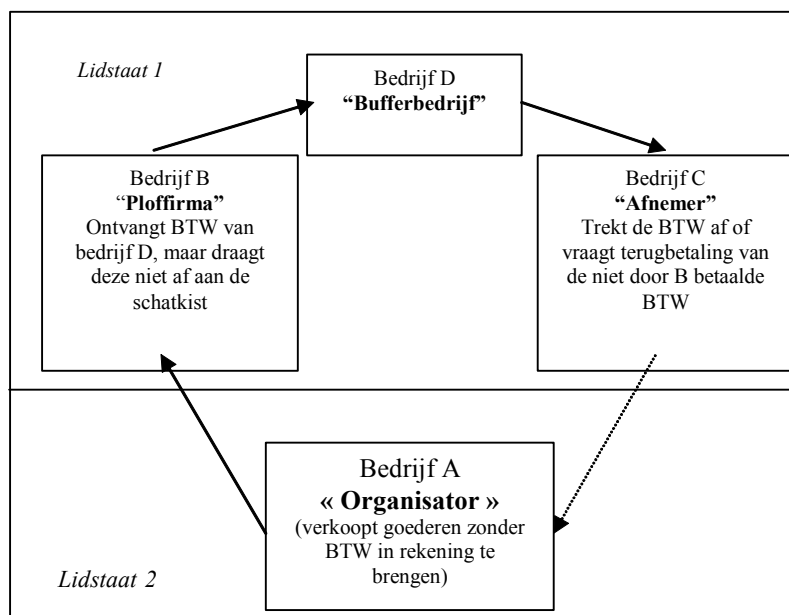 Lidstaat 1
Bedrijf D
“Bufferbedrijf”
Bedrijf B
“Ploffirma”
Ontvangt BTW van
bedrijf D, maar draagt
deze niet af aan de
schatkist
Bedrijf C
“Afnemer”
Trekt de BTW af of
vraagt terugbetaling van
de niet door B betaalde
BTW
Bedrijf A
« Organisator »
(verkoopt goederen zonder
BTW in rekening te
brengen)
Lidstaat 2